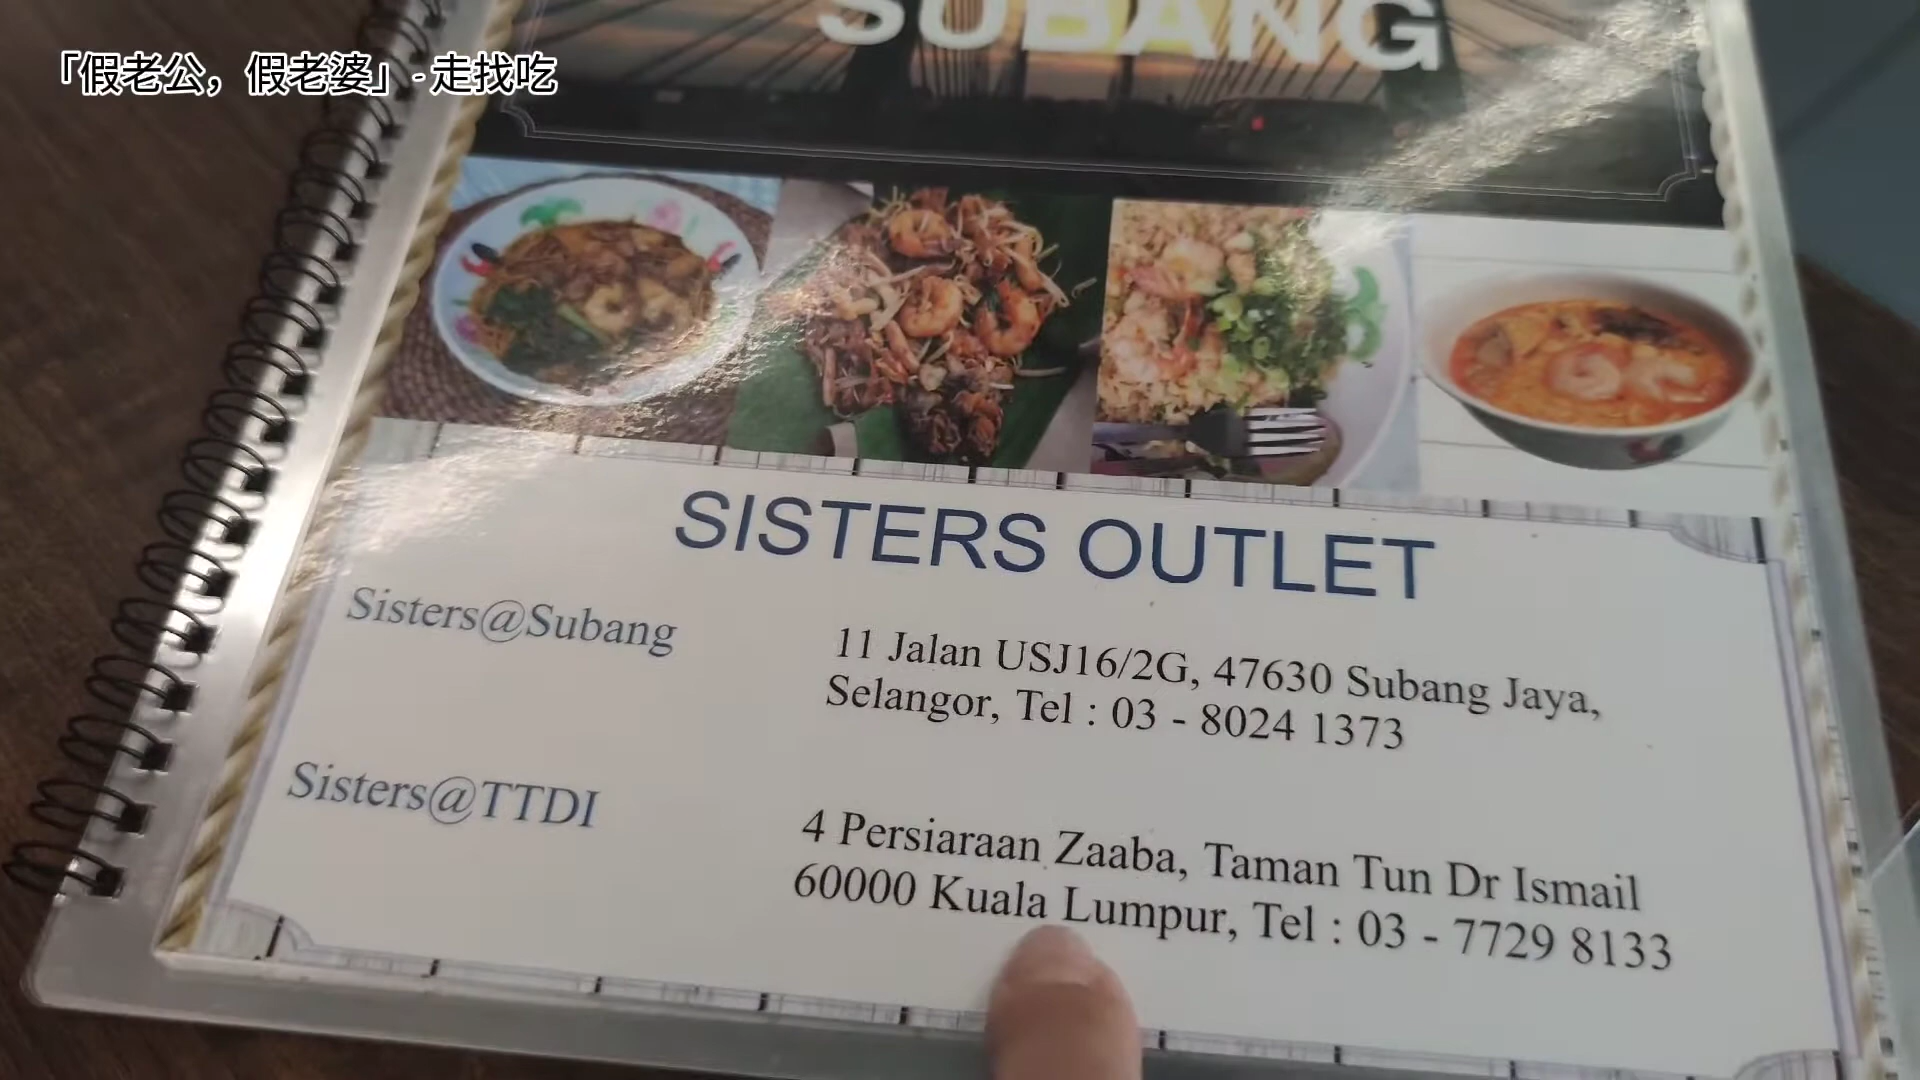 「假老公，假老婆」- 走找吃
SUBANG
SISTERS OUTLET
Sisters@Subang
11 Jalan USJ16/2G, 47630 Subang Jaya,
Selangor, Tel : 03 - 8024 1373
Sisters@TTDI
4 Persiaraan Zaaba, Taman Tun Dr Ismail
60000 Kuala Lumpur, Tel : 03 - 7729 8133